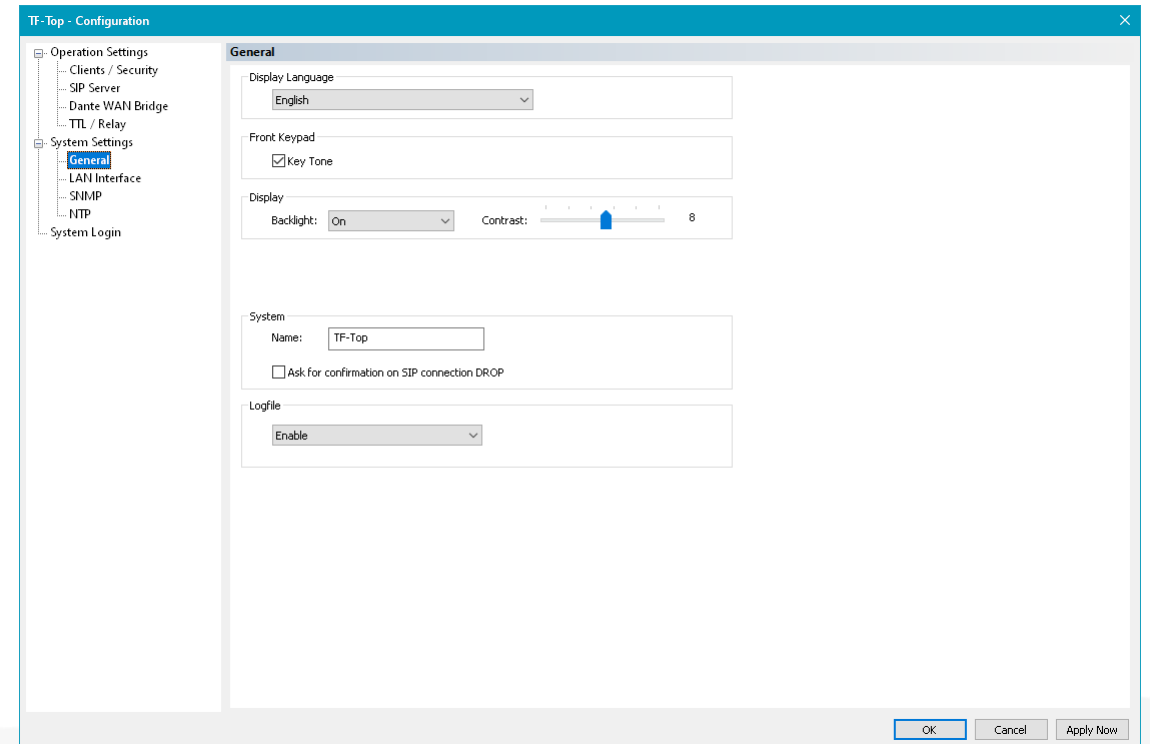 TF-Top - Configuration
Operation Settings
Clients / Security
SIP Server
Dante WAN Bridge
TTL / Relay
System Settings
General
LAN Interface
SNMP
NTP
System Login
General
Display Language
English
Front Keypad
Key Tone
Display
Backlight: On Contrast: 8
System
Name: TF-Top
Ask for confirmation on SIP connection DROP
Logfile
Enable
OK Cancel Apply Now